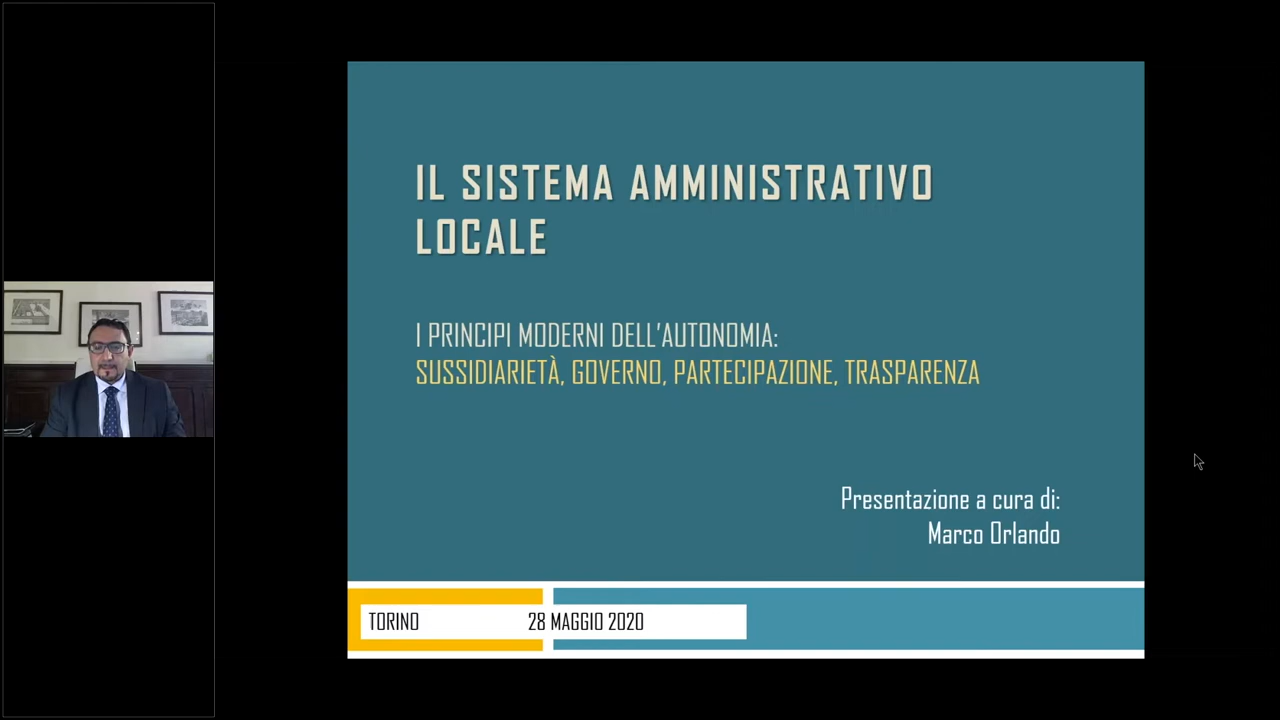 IL SISTEMA AMMINISTRATIVO
LOCALE
I PRINCIPI MODERNI DELL'AUTONOMIA:
SUSSIDIARIETÀ, GOVERNO, PARTECIPAZIONE, TRASPARENZA
Presentazione a cura di:
Marco Orlando
TORINO 28 MAGGIO 2020